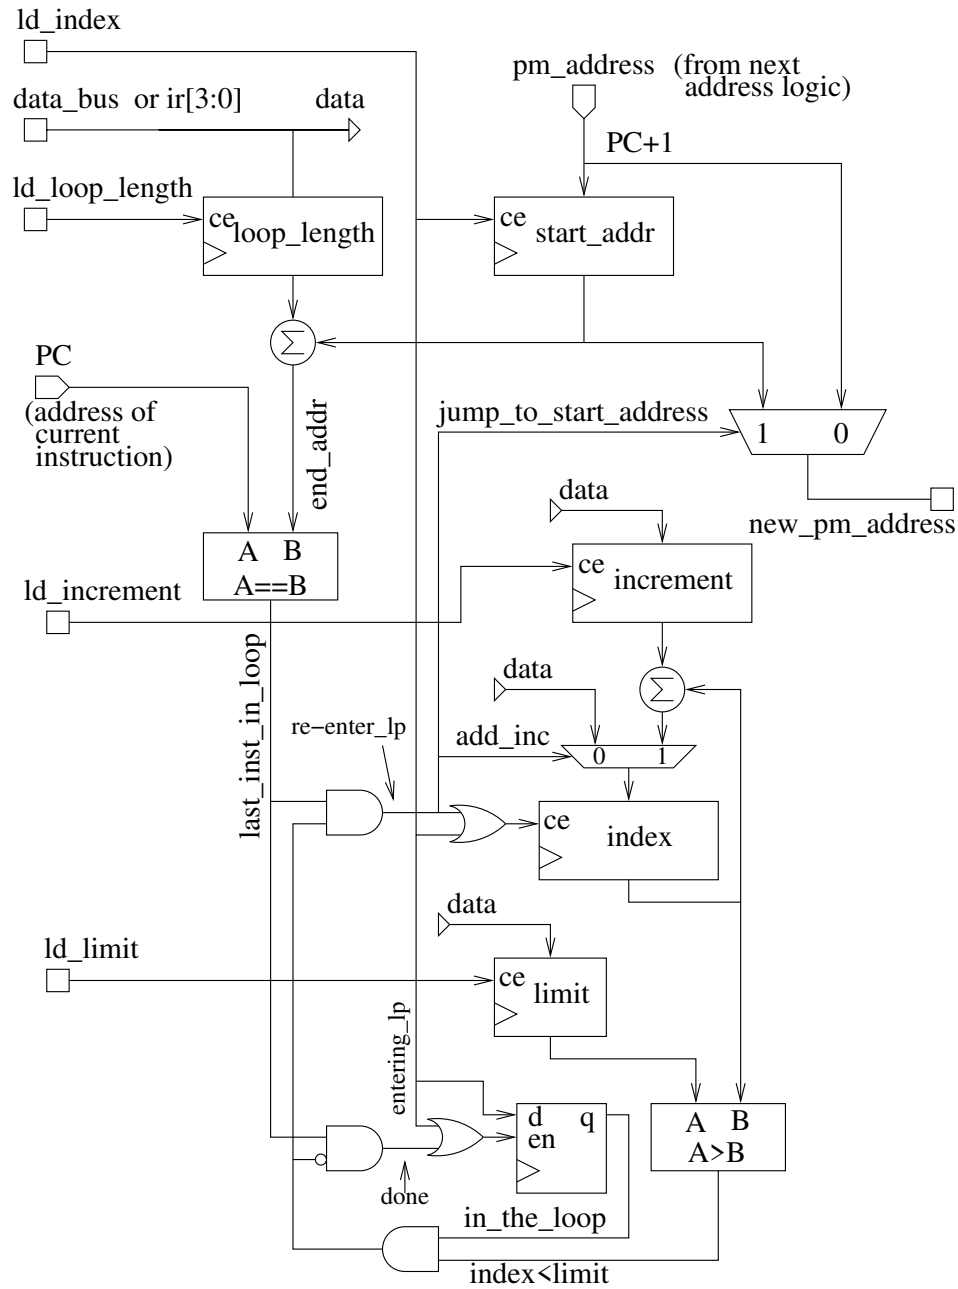 ld_index
pm_address (from next
address logic)
data_bus or ir[3:0]
data
PC+1
ld_loop_length
ce
loop_length
ce
start_addr
Σ
PC
(address of
current
instruction)
end_addr
jump_to_start_address
1 0
data
new_pm_address
A B
A==B
ce
increment
ld_increment
last_inst_in_loop
data
Σ
re-enter_lp
add_inc
0 1
ce
index
data
ld_limit
ce
limit
entering_lp
d q
en
A B
A>B
done
in_the_loop
index<limit